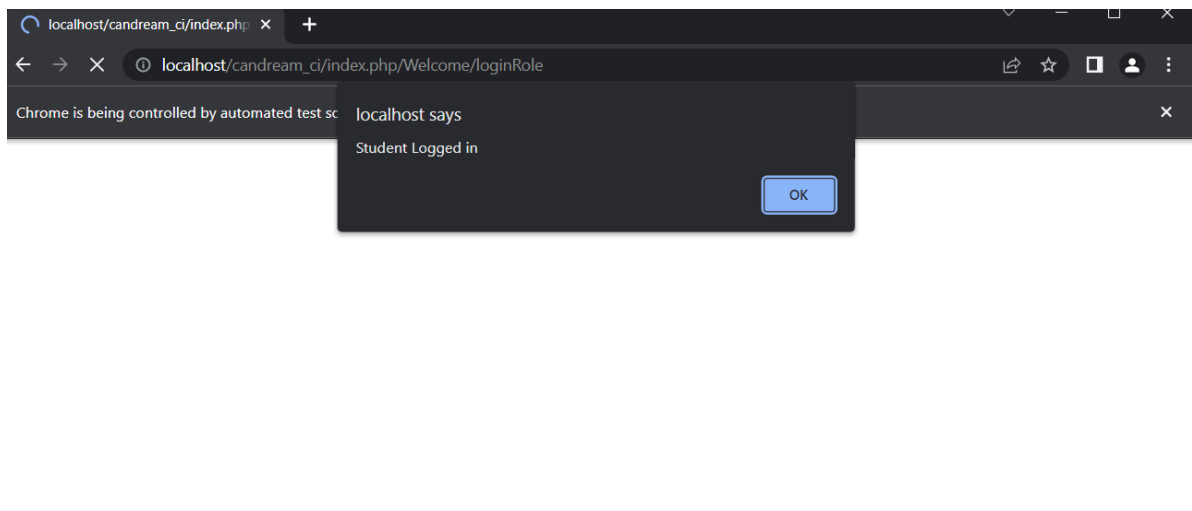 localhost/candream_ci/index.php
localhost/candream_ci/index.php/Welcome/loginRole
Chrome is being controlled by automated test
localhost says
Student Logged in
OK